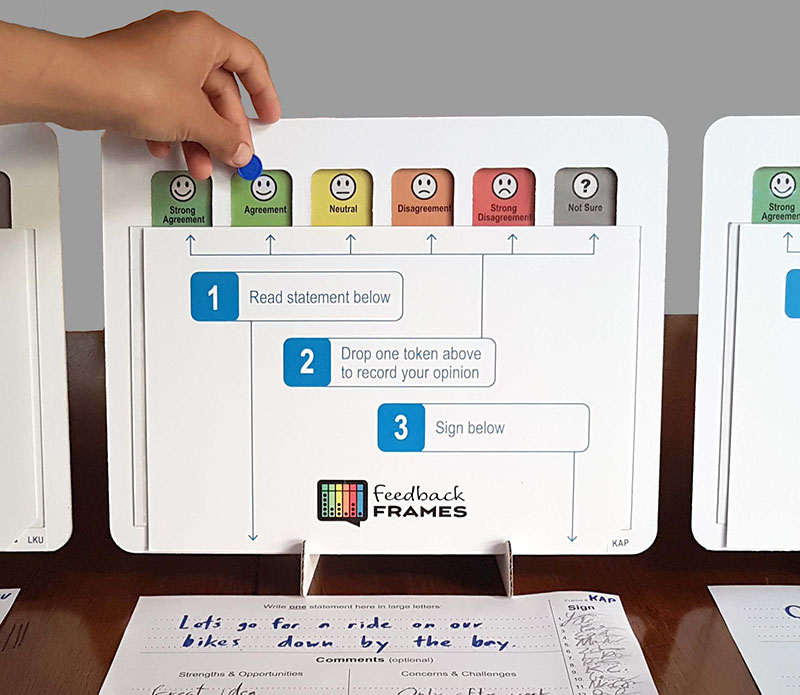 Strong
Agreement
Agreement
Neutral
Disagreement
Strong
Disagreement
?
Not Sure
Strong
Agreement
1 Read statement below
2 Drop one token above
to record your opinion
3 Sign below
Feedback
FRAMES
LKU
KAP
Write one statement here in large letters:
KAP
Sign
Let's go for a ride on our
bikes down by the bay.
Comments (optional)
Strengths & Opportunities
Concerns & Challenges
Great idea